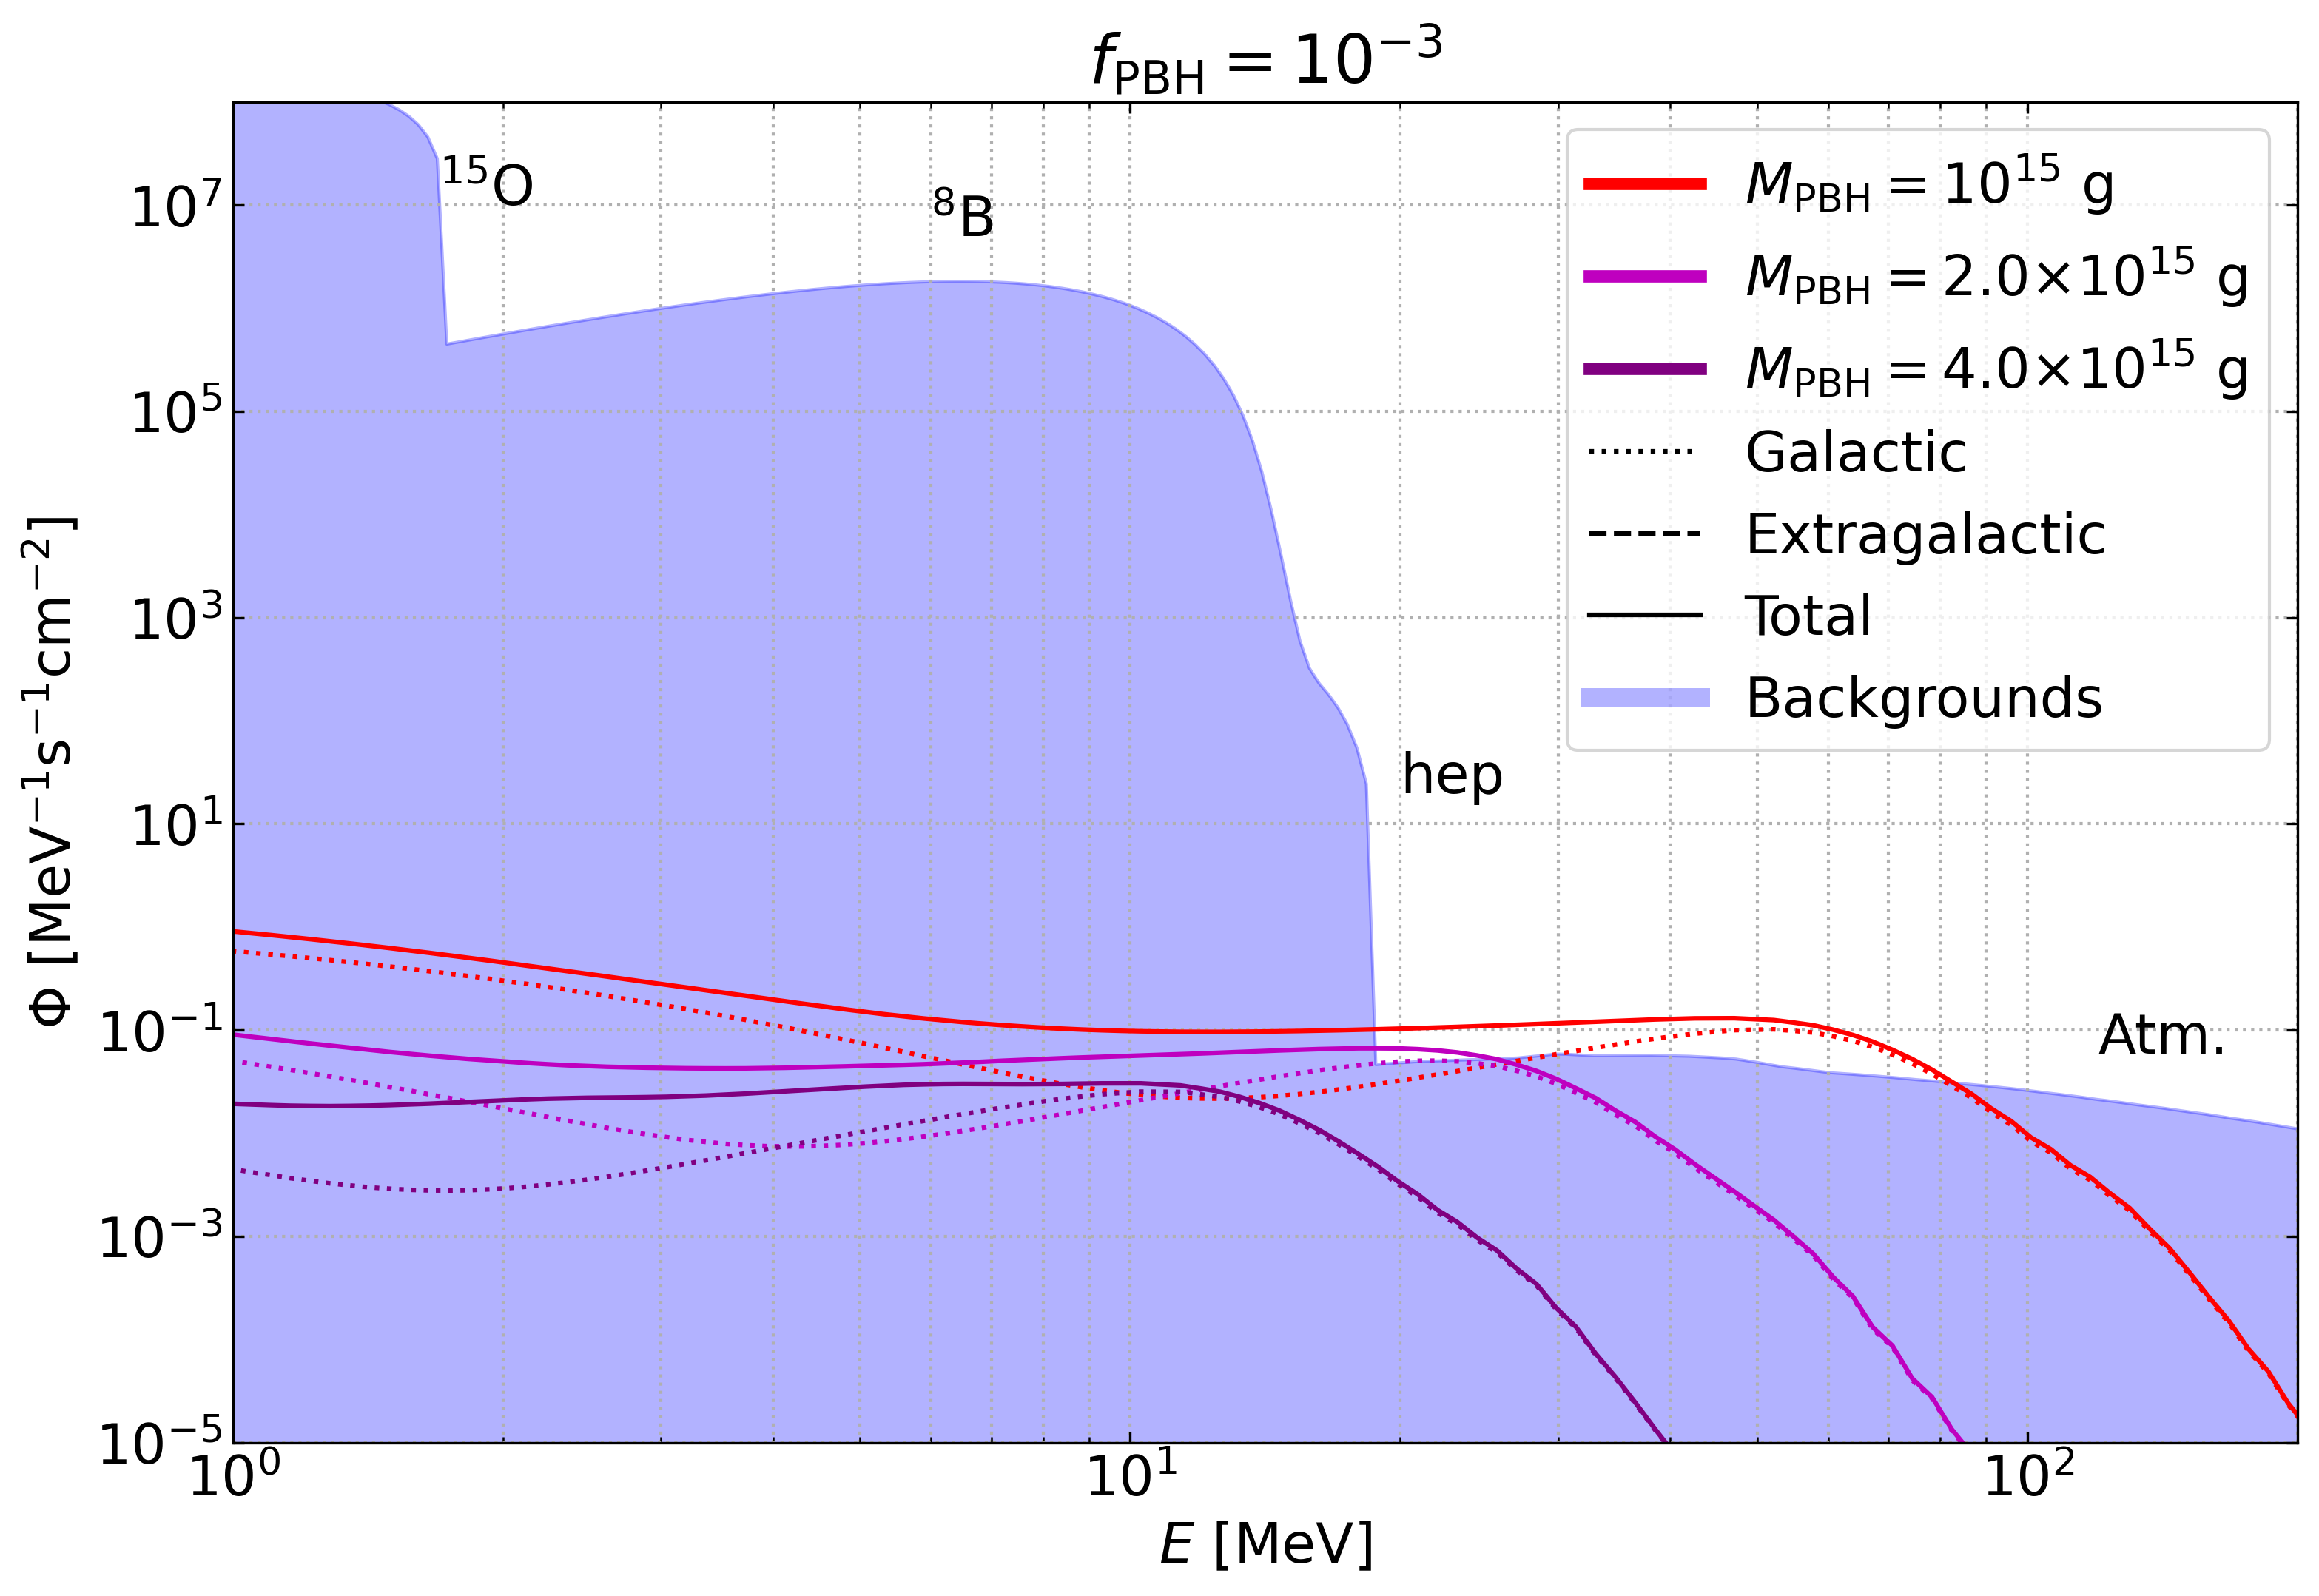 f_PBH = 10^−3
^15O
^8B
hep
Atm.
M_PBH = 10^15 g
M_PBH = 2.0×10^15 g
M_PBH = 4.0×10^15 g
Galactic
Extragalactic
Total
Backgrounds
Φ [MeV^−1s^−1cm^−2]
10^7
10^5
10^3
10^1
10^−1
10^−3
10^−5
10^0
10^1
10^2
E [MeV]